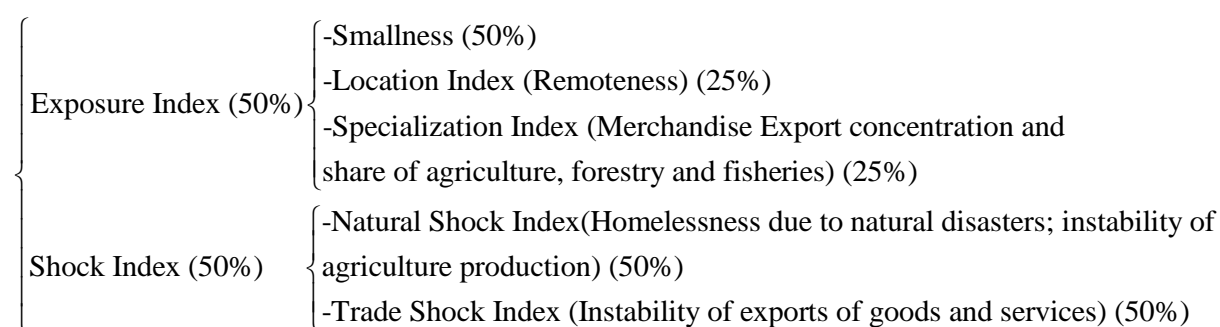 Exposure Index (50%)
-Smallness (50%)
-Location Index (Remoteness) (25%)
-Specialization Index (Merchandise Export concentration and
share of agriculture, forestry and fisheries) (25%)
Shock Index (50%)
-Natural Shock Index(Homelessness due to natural disasters; instability of
agriculture production) (50%)
-Trade Shock Index (Instability of exports of goods and services) (50%)